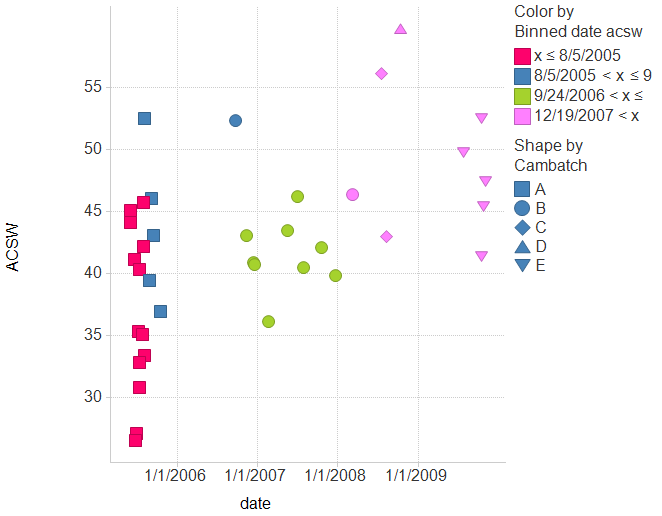 Color by
Binned date acsw
x ≤ 8/5/2005
8/5/2005 < x ≤ 9
9/24/2006 < x ≤
12/19/2007 < x
Shape by
Cambatch
A
B
C
D
E
ACSW
55
50
45
40
35
30
1/1/2006 1/1/2007 1/1/2008 1/1/2009
date